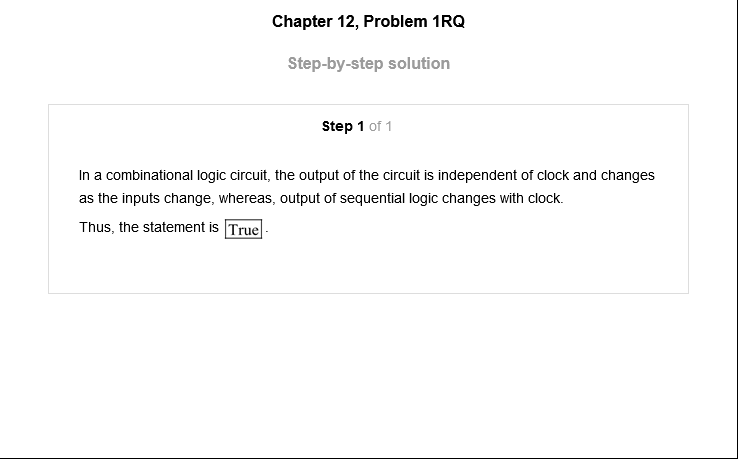 Chapter 12, Problem 1RQ
Step-by-step solution
Step 1 of 1
In a combinational logic circuit, the output of the circuit is independent of clock and changes
as the inputs change, whereas, output of sequential logic changes with clock.
Thus, the statement is True.